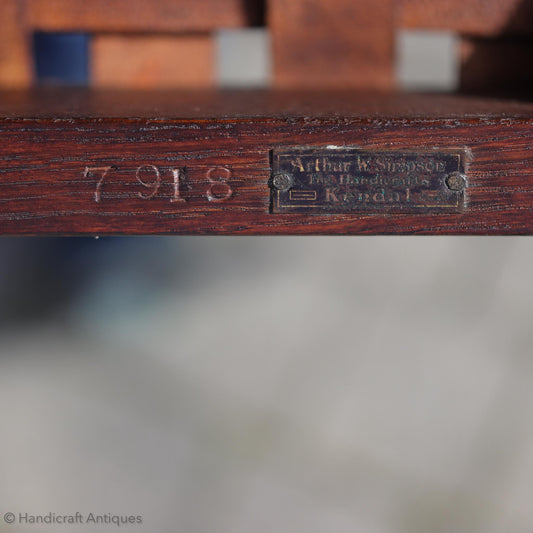 7918
Arthur W. Simpson
The Handicrafts
Kendal
© Handicraft Antiques